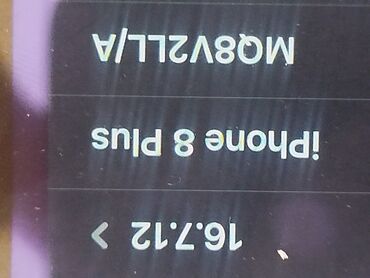 16.7.12 >
iPhone 8 Plus
MQ8V2LL/A